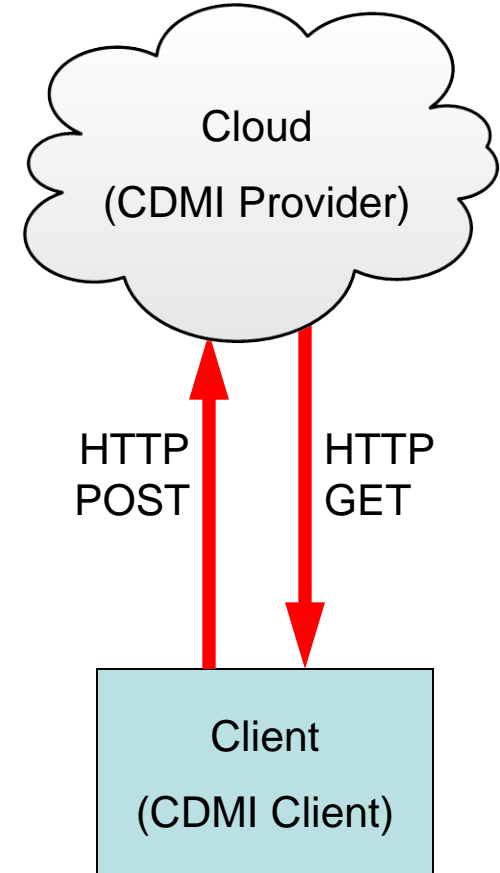 Cloud
(CDMI Provider)
HTTP
POST
HTTP
GET
Client
(CDMI Client)